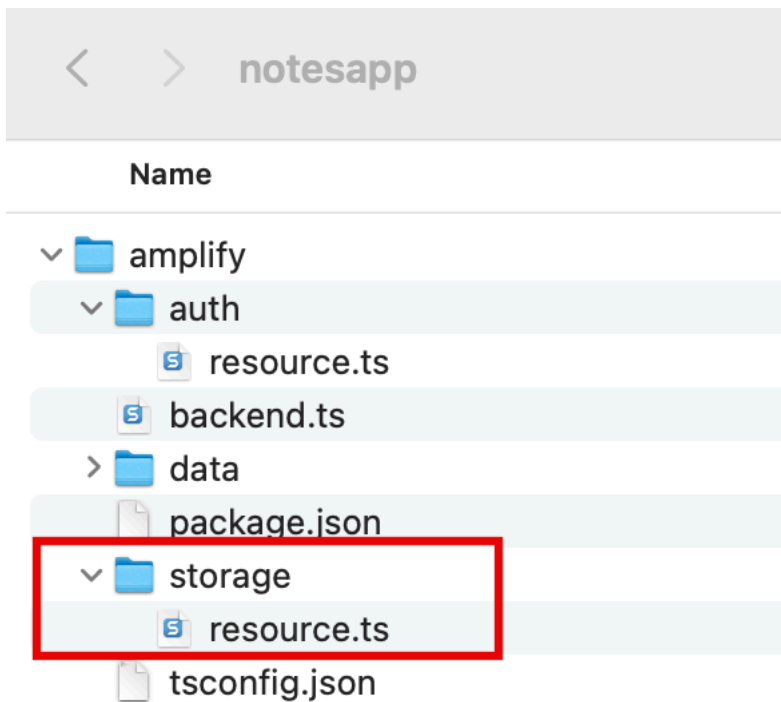 notesapp
Name
amplify
auth
resource.ts
backend.ts
data
package.json
storage
resource.ts
tsconfig.json